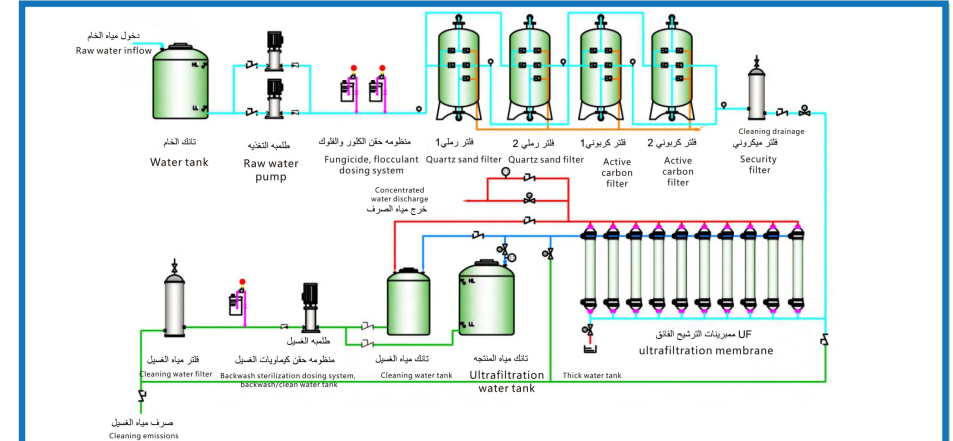 دخول مياه الخام
Raw water inflow
HL
LL
تانك الخام
Water tank
طلمبه التغذيه
Raw water
pump
منظومه حقن الكلور والفلوك
Fungicide, flocculant
dosing system
فلتر رملي1
Quartz sand filter
فلتر رملي 2
Quartz sand filter
فلتر كربوني1
Active
carbon
filter
فلتر كربوني 2
Active
carbon
filter
Cleaning drainage
فلتر ميكروني
Security
filter
Concentrated
water discharge
خرج مياه الصرف
HL
LL
فلتر مياه الغسيل
Cleaning water filter
منظومه حقن كيماويات الغسيل
Backwash sterilization dosing system,
backwash/clean water tank
طلمبه الغسيل
تانك مياه الغسيل
Cleaning water tank
تانك مياه المنتجه
Ultrafiltration
water tank
Thick water tank
ممبرينات الترشيح الفائق UF
ultrafiltration membrane
صرف مياه الغسيل
Cleaning emissions